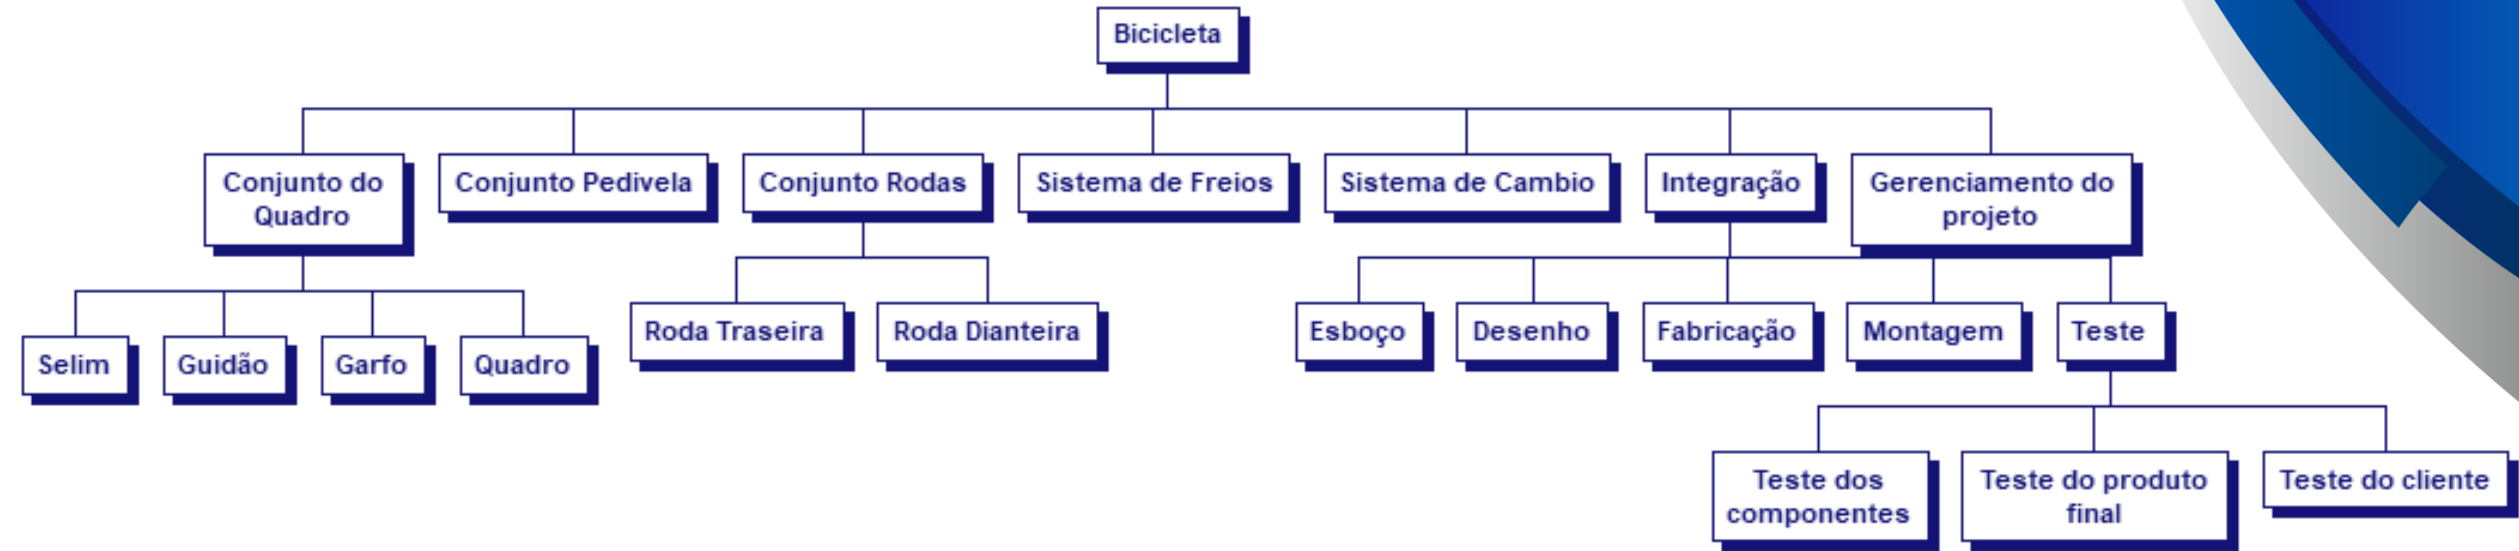 Bicicleta
Conjunto do
Quadro
Conjunto Pedivela
Conjunto Rodas
Sistema de Freios
Sistema de Cambio
Integração
Gerenciamento do
projeto
Selim
Guidão
Garfo
Quadro
Roda Traseira
Roda Dianteira
Esboço
Desenho
Fabricação
Montagem
Teste
Teste dos
componentes
Teste do produto
final
Teste do cliente